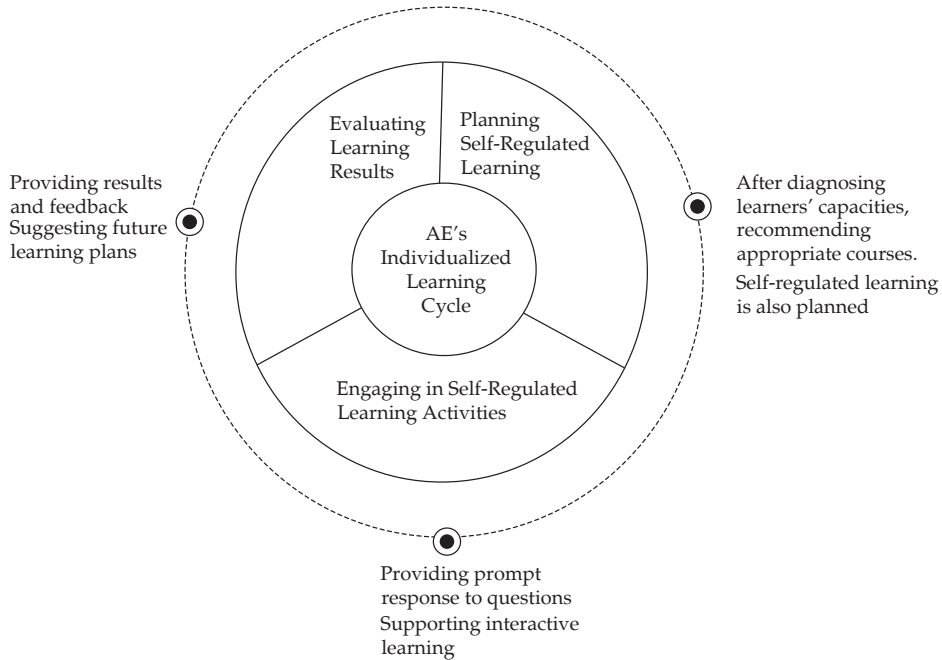 Evaluating
Learning
Results
Planning
Self-Regulated
Learning
Providing results
and feedback
Suggesting future
learning plans
AE’s
Individualized
Learning
Cycle
After diagnosing
learners’ capacities,
recommending
appropriate courses.
Self-regulated learning
is also planned
Engaging in Self-Regulated
Learning Activities
Providing prompt
response to questions
Supporting interactive
learning